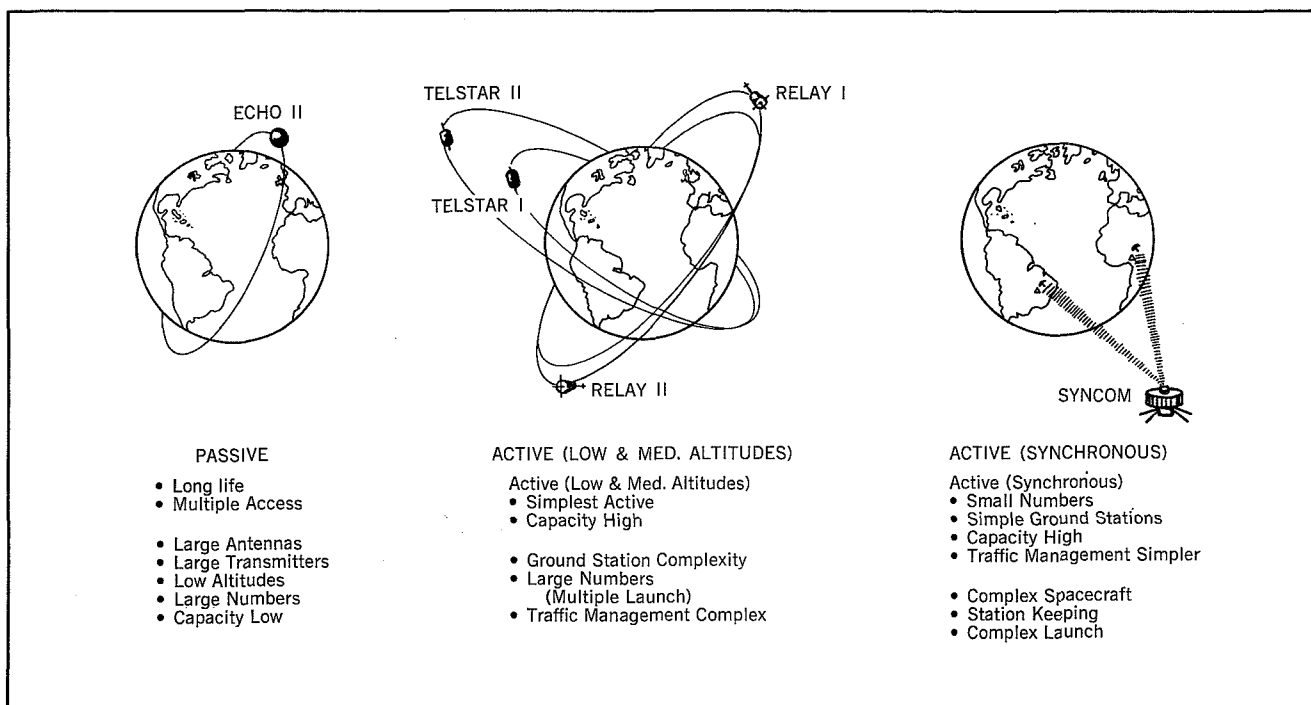 ECHO II
TELSTAR II
TELSTAR I
RELAY I
RELAY II
SYNCOM
PASSIVE
• Long life
• Multiple Access
• Large Antennas
• Large Transmitters
• Low Altitudes
• Large Numbers
• Capacity Low
ACTIVE (LOW & MED. ALTITUDES)
Active (Low & Med. Altitudes)
• Simplest Active
• Capacity High
• Ground Station Complexity
• Large Numbers
(Multiple Launch)
• Traffic Management Complex
ACTIVE (SYNCHRONOUS)
Active (Synchronous)
• Small Numbers
• Simple Ground Stations
• Capacity High
• Traffic Management Simpler
• Complex Spacecraft
• Station Keeping
• Complex Launch